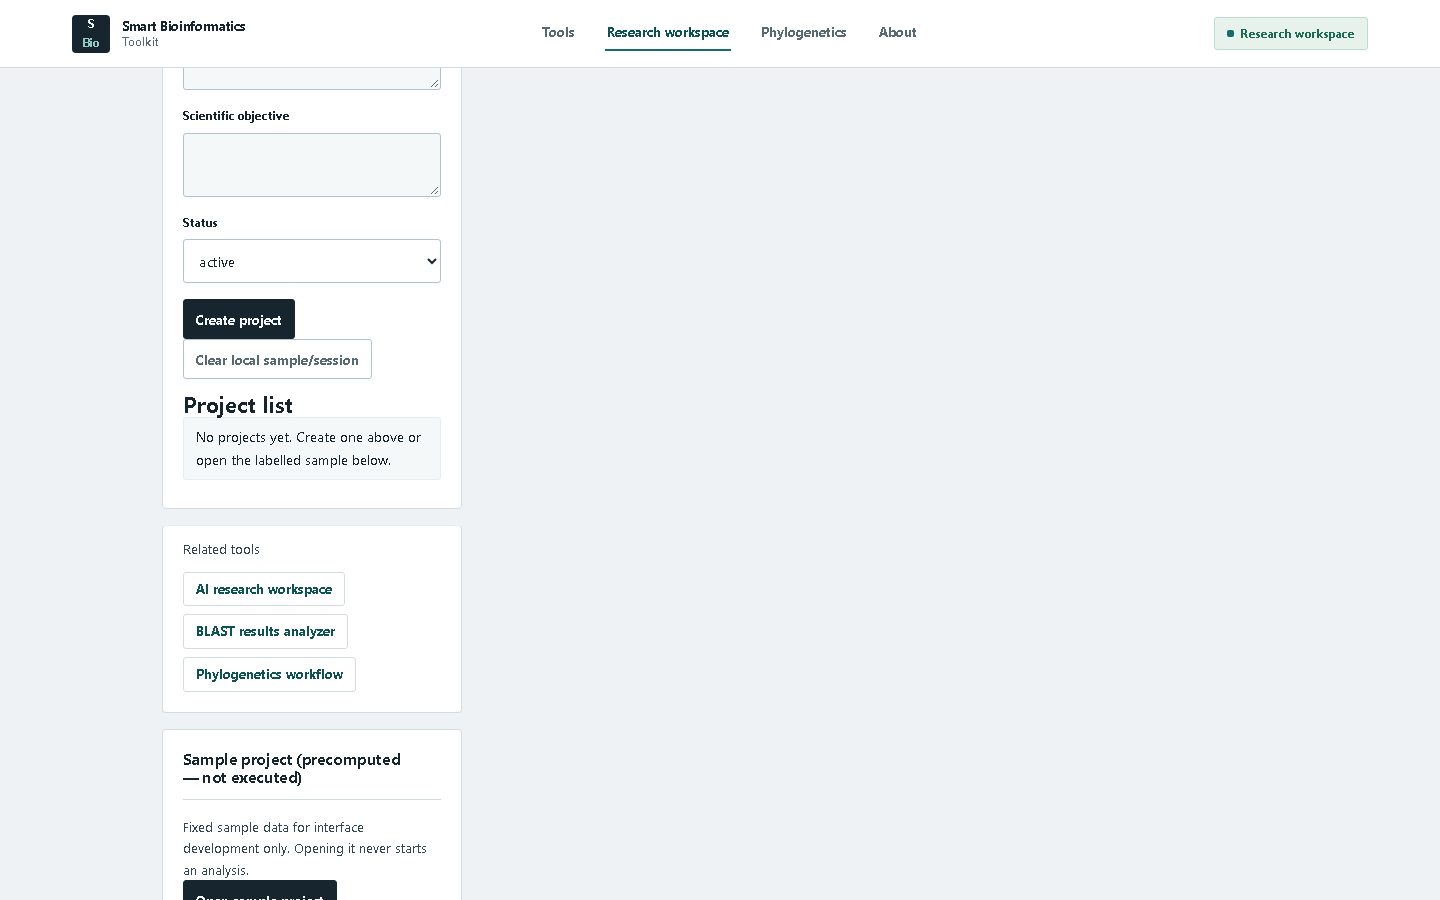 S
Bio
Smart Bioinformatics
Toolkit
Tools
Research workspace
Phylogenetics
About
Research workspace
Scientific objective
Status
active
Create project
Clear local sample/session
Project list
No projects yet. Create one above or
open the labelled sample below.
Related tools
AI research workspace
BLAST results analyzer
Phylogenetics workflow
Sample project (precomputed
— not executed)
Fixed sample data for interface
development only. Opening it never starts
an analysis.
Open sample project